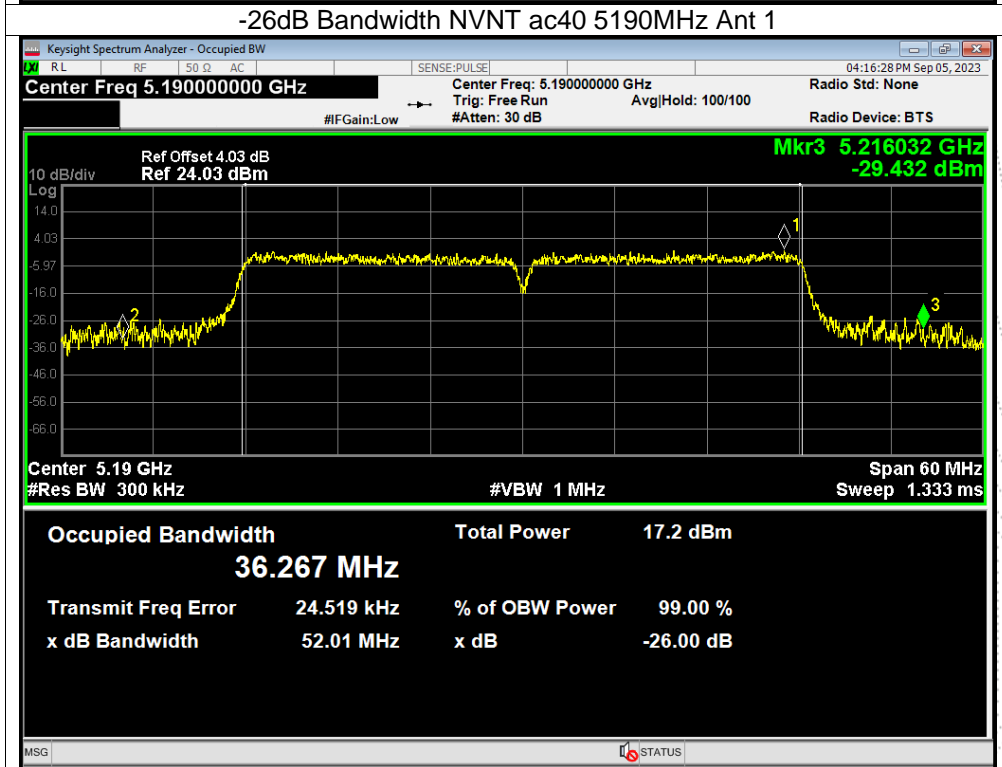 -26dB Bandwidth NVNT ac40 5190MHz Ant 1
Keysight Spectrum Analyzer - Occupied BW
LXI RL RF 50 Ω AC SENSE:PULSE 04:16:28 PM Sep 05, 2023
Center Freq 5.190000000 GHz Center Freq: 5.190000000 GHz Radio Std: None
Trig: Free Run Avg|Hold: 100/100
#IFGain:Low #Atten: 30 dB Radio Device: BTS
Mkr3 5.216032 GHz
Ref Offset 4.03 dB
10 dB/div Ref 24.03 dBm -29.432 dBm
Log
14.0
1
4.03
-5.97
-16.0
3
2
-26.0
-36.0
-46.0
-56.0
-66.0
Center 5.19 GHz Span 60 MHz
#Res BW 300 kHz #VBW 1 MHz Sweep 1.333 ms
Occupied Bandwidth Total Power 17.2 dBm
36.267 MHz
Transmit Freq Error 24.519 kHz % of OBW Power 99.00 %
x dB Bandwidth 52.01 MHz x dB -26.00 dB
MSG STATUS